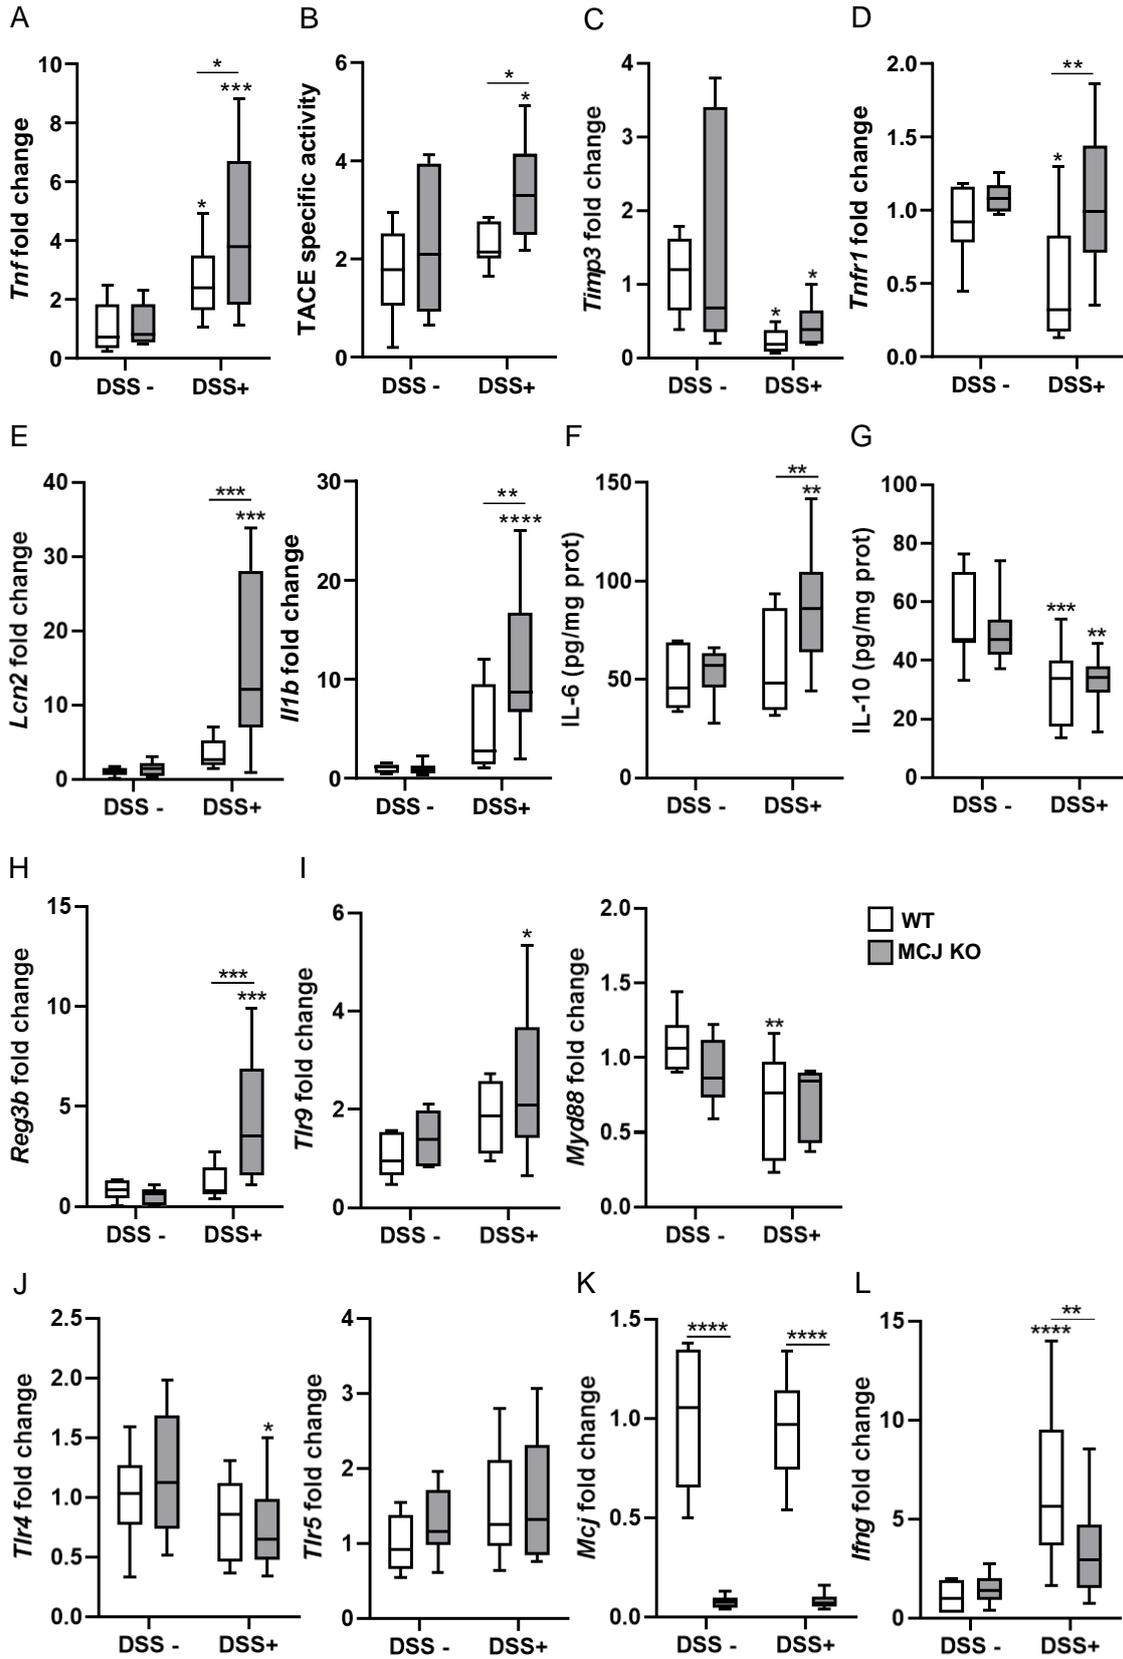 A
Tnf fold change
10
8
6
4
2
0
*
***
*
DSS -
DSS+
B
TACE specific activity
6
4
2
0
*
*
DSS -
DSS+
C
Timp3 fold change
4
3
2
1
0
*
*
DSS -
DSS+
D
Tnfr1 fold change
2.0
1.5
1.0
0.5
0.0
**
*
DSS -
DSS+
E
Lcn2 fold change
40
30
20
10
0
***
***
DSS -
DSS+
Il1b fold change
30
20
10
0
**
****
DSS -
DSS+
F
IL-6 (pg/mg prot)
150
100
50
0
**
**
DSS -
DSS+
G
IL-10 (pg/mg prot)
100
80
60
40
20
0
***
**
DSS -
DSS+
H
Reg3b fold change
15
10
5
0
***
***
DSS -
DSS+
I
Tlr9 fold change
6
4
2
0
*
DSS -
DSS+
Myd88 fold change
2.0
1.5
1.0
0.5
0.0
**
DSS -
DSS+
WT
MCJ KO
J
Tlr4 fold change
2.5
2.0
1.5
1.0
0.5
0.0
*
DSS -
DSS+
Tlr5 fold change
4
3
2
1
0
DSS -
DSS+
K
Mcj fold change
1.5
1.0
0.5
0.0
****
****
DSS -
DSS+
L
Ifng fold change
15
10
5
0
**
****
DSS -
DSS+